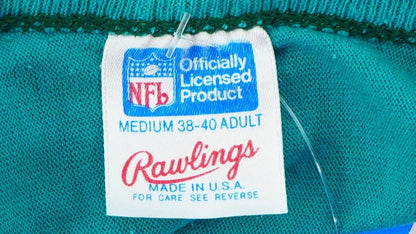 NFL
Officially
Licensed
Product
MEDIUM 38-40 ADULT
Rawlings
MADE IN U.S.A.
FOR CARE SEE REVERSE